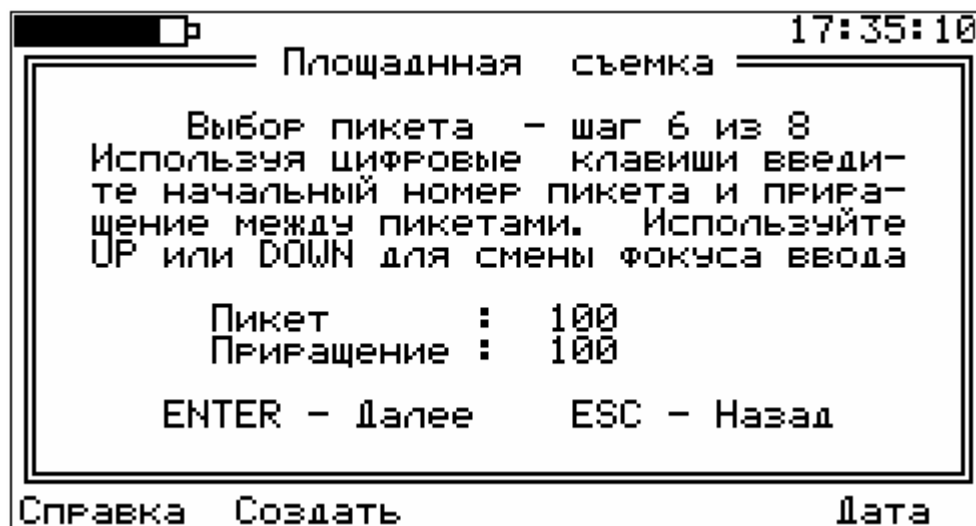 17:35:10
Площаднная съемка
Выбор пикета - шаг 6 из 8
Используя цифровые клавиши введи-
те начальный номер пикета и прира-
щение между пикетами. Используйте
UP или DOWN для смены фокуса ввода
Пикет : 100
Приращение : 100
ENTER - Далее ESC - Назад
Справка Создать Дата